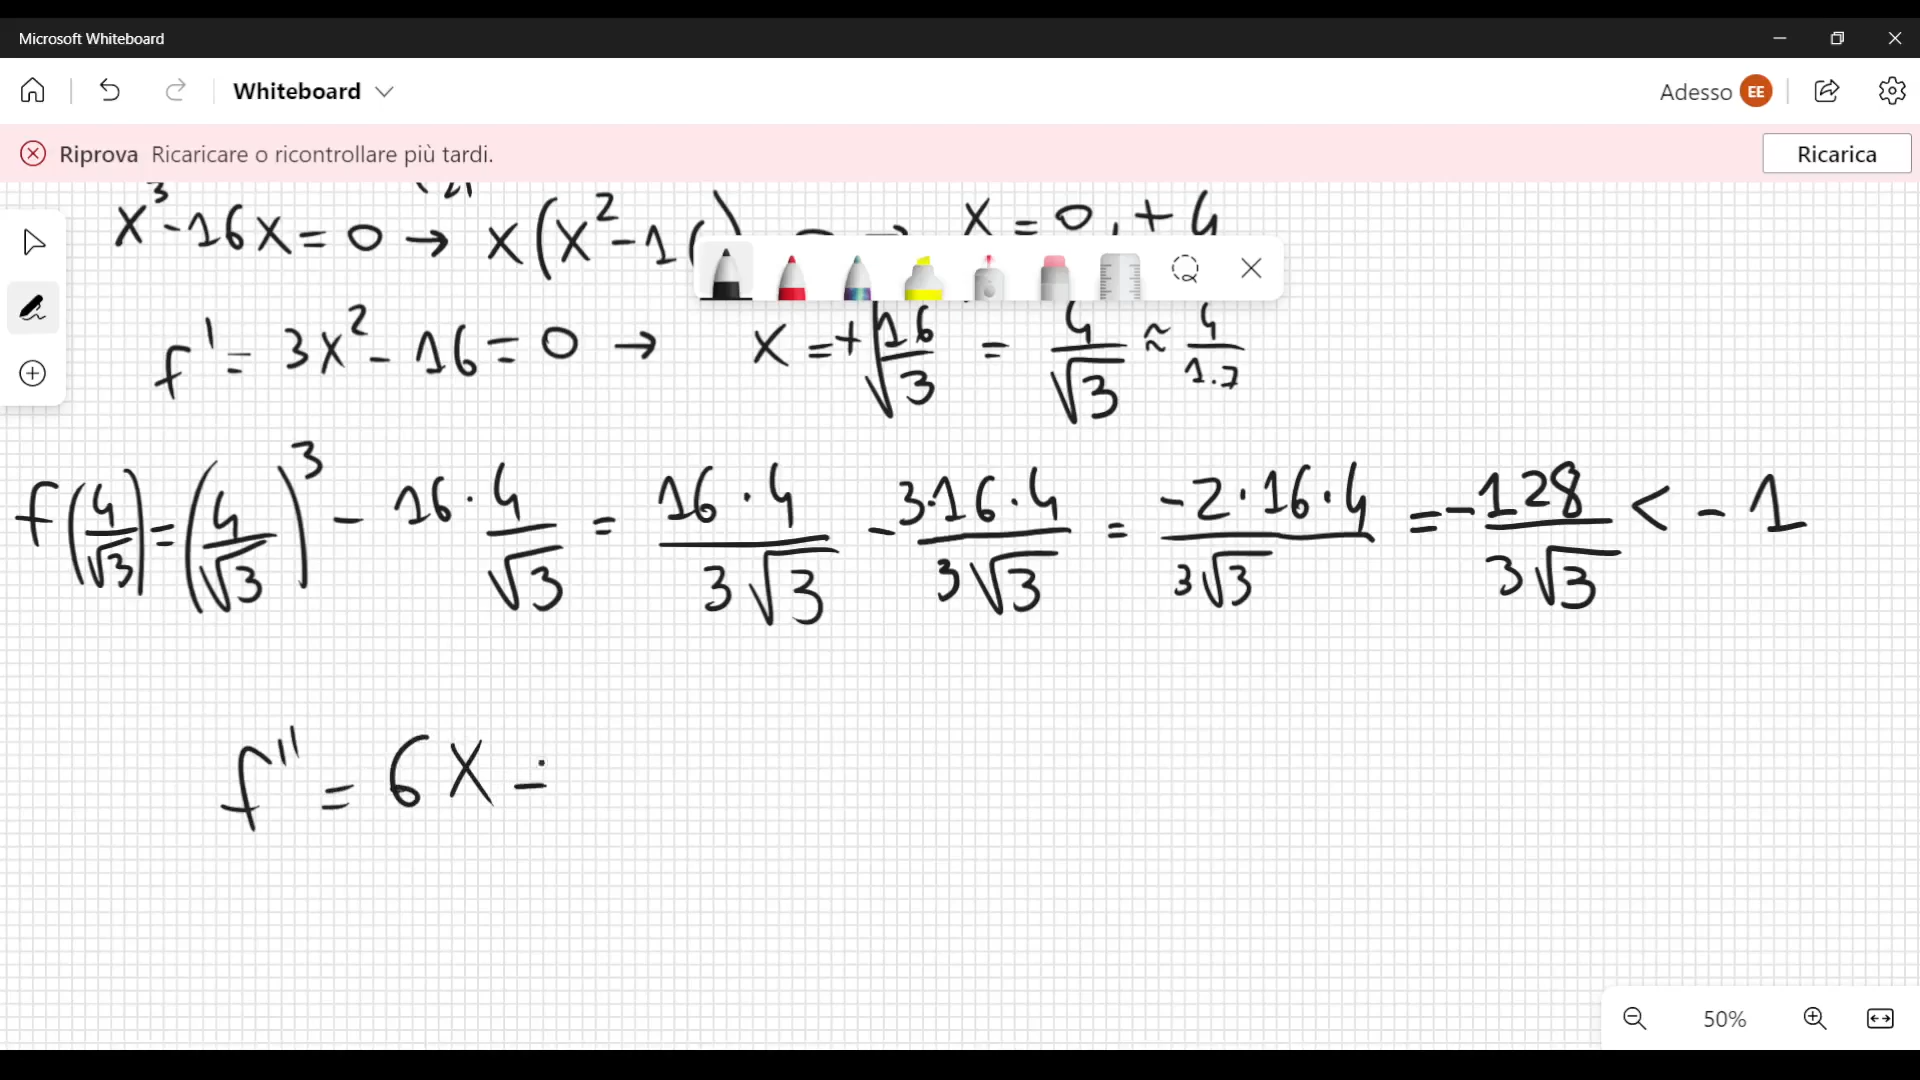 Microsoft Whiteboard
Whiteboard
Adesso EE
Riprova Ricaricare o ricontrollare più tardi.
Ricarica
x³-16x=0 → x(x²-1 x=0,+4
f'=3x²-16=0 → x=+√(16/3) = 4/√3 ≈ 4/1.7
f(4/√3)=(4/√3)³ - 16·4/√3 = 16·4/3√3 - 3·16·4/3√3 = -2·16·4/3√3 = -128/3√3 < -1
f''=6x
50%